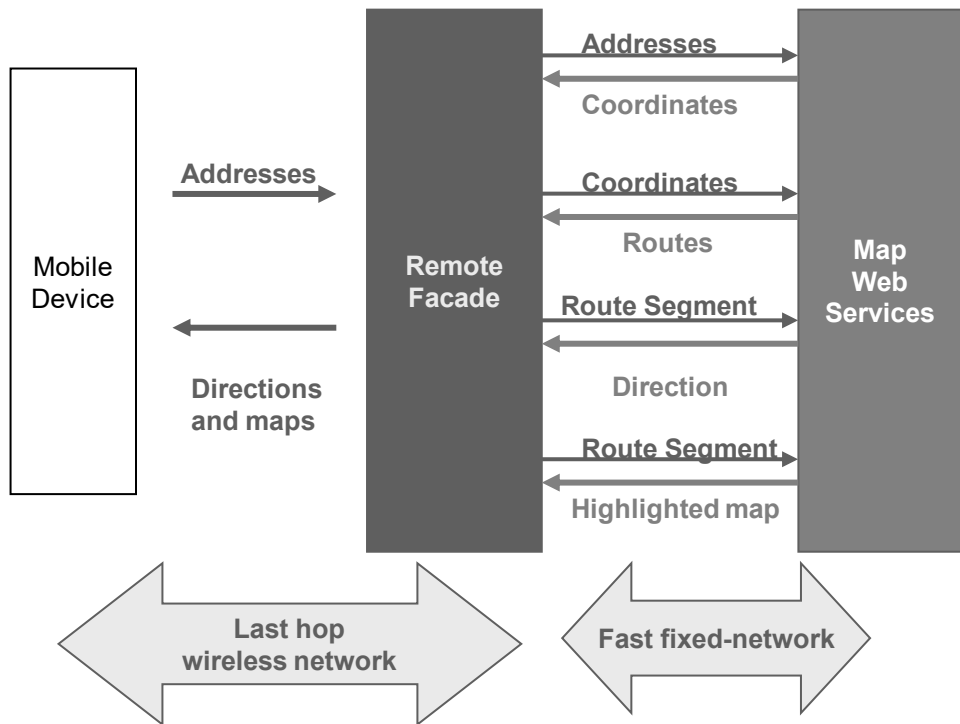 Mobile
Device
Addresses
Directions
and maps
Remote
Facade
Addresses
Coordinates
Coordinates
Routes
Route Segment
Direction
Route Segment
Highlighted map
Map
Web
Services
Last hop
wireless network
Fast fixed-network